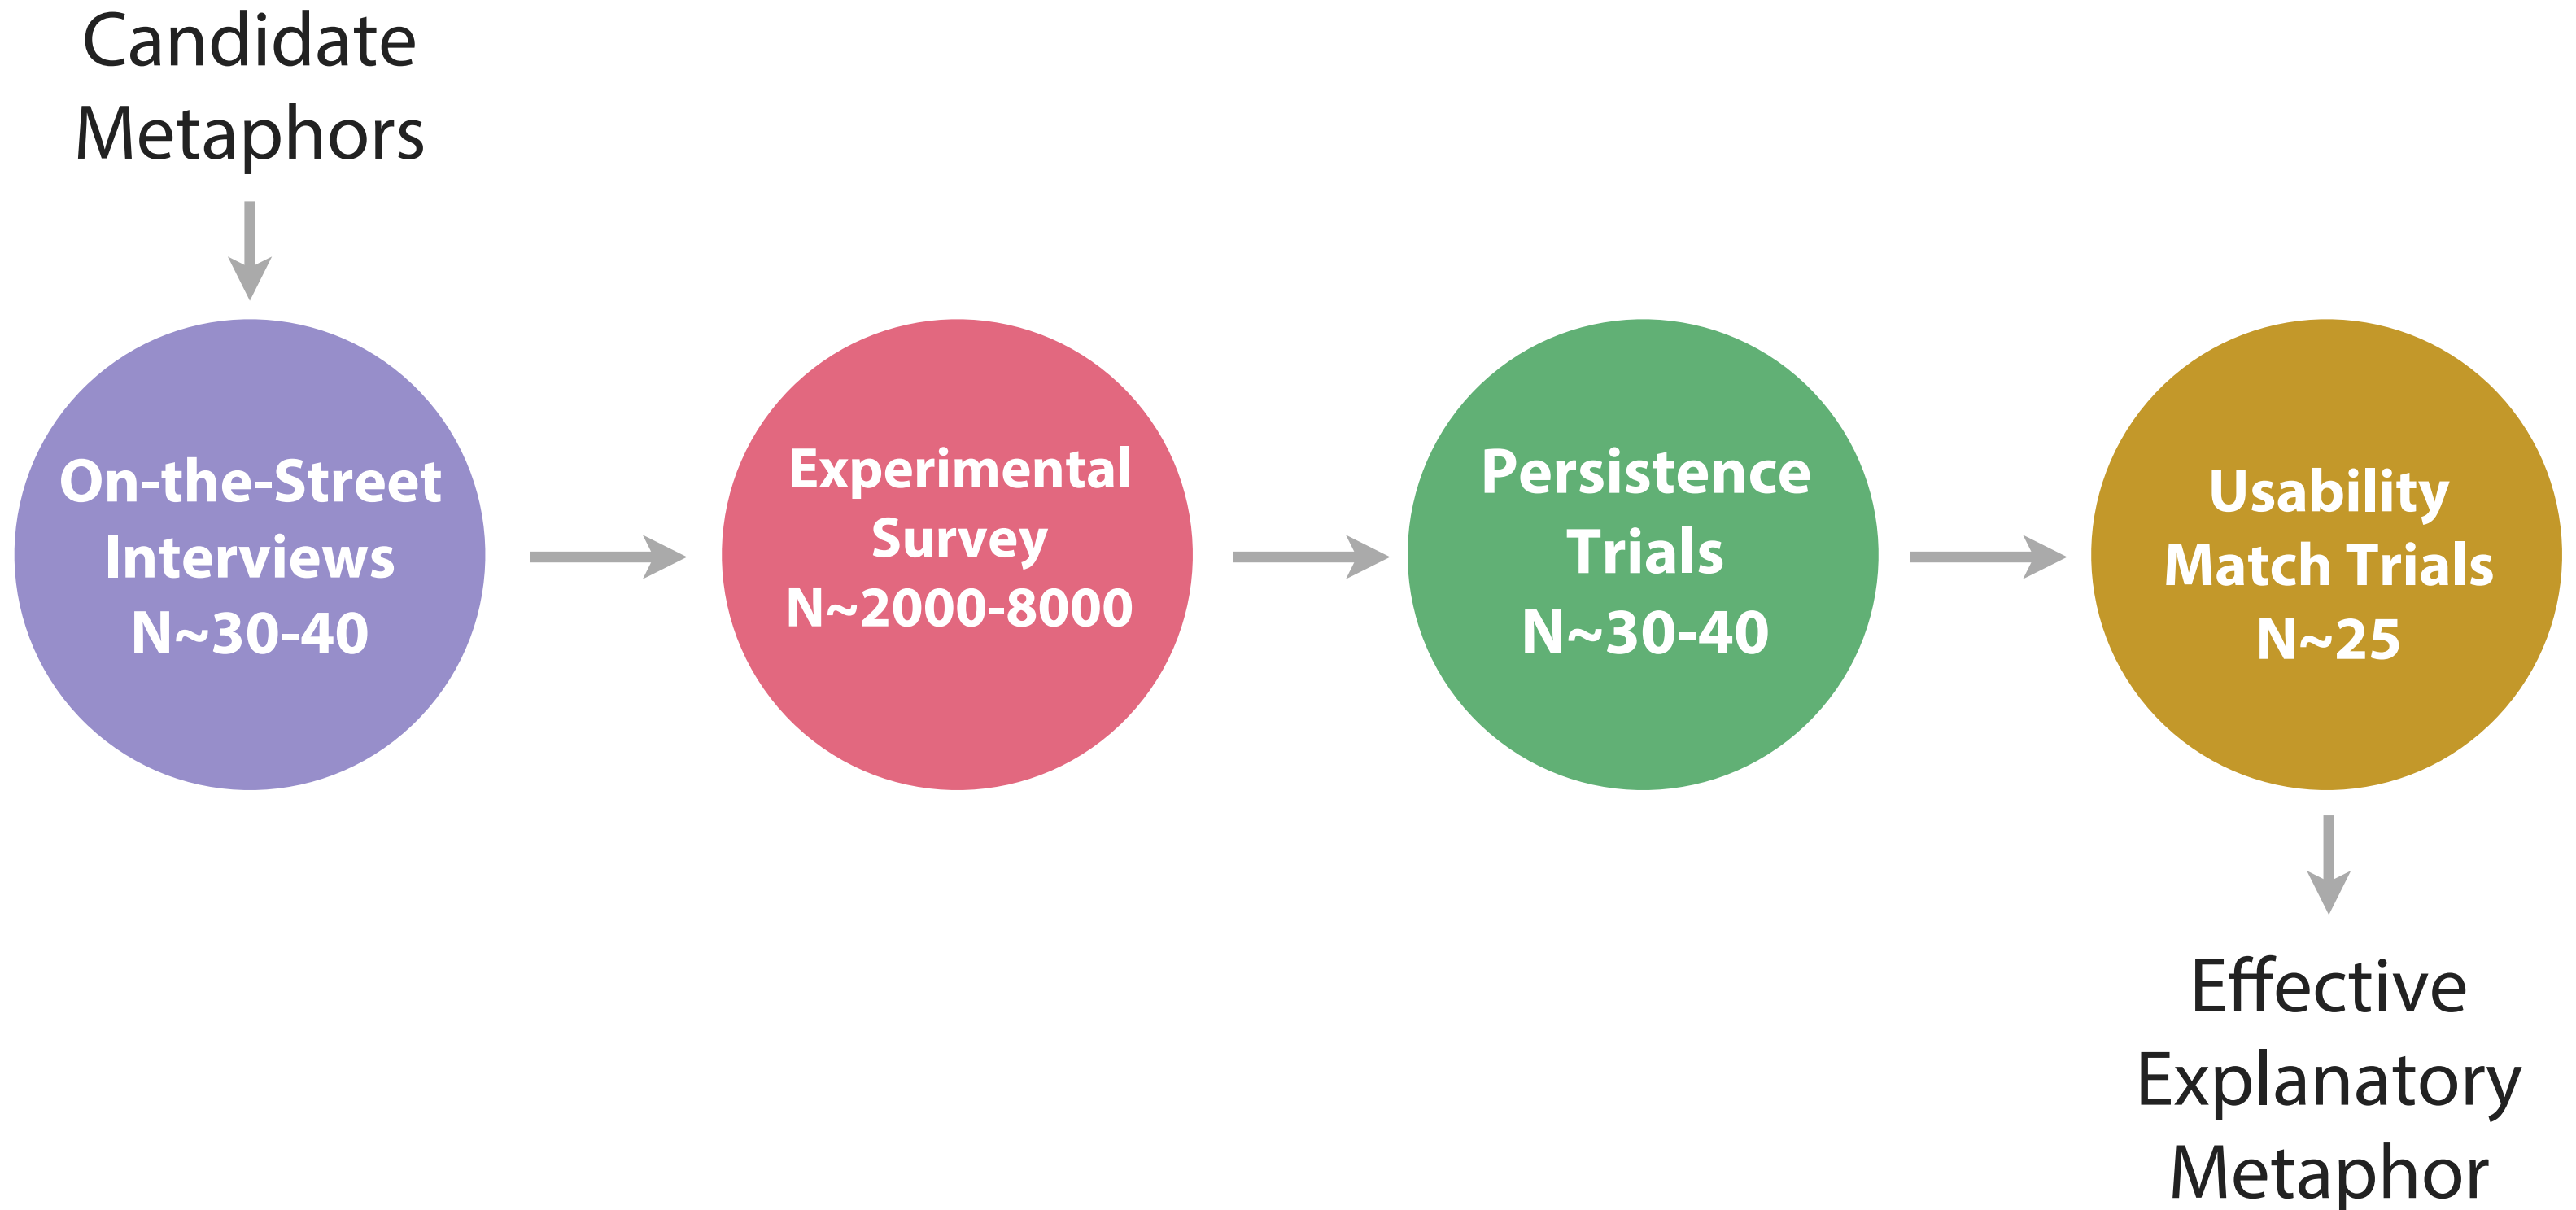 Candidate
Metaphors
On-the-Street
Interviews
N~30-40
Experimental
Survey
N~2000-8000
Persistence
Trials
N~30-40
Usability
Match Trials
N~25
Effective
Explanatory
Metaphor